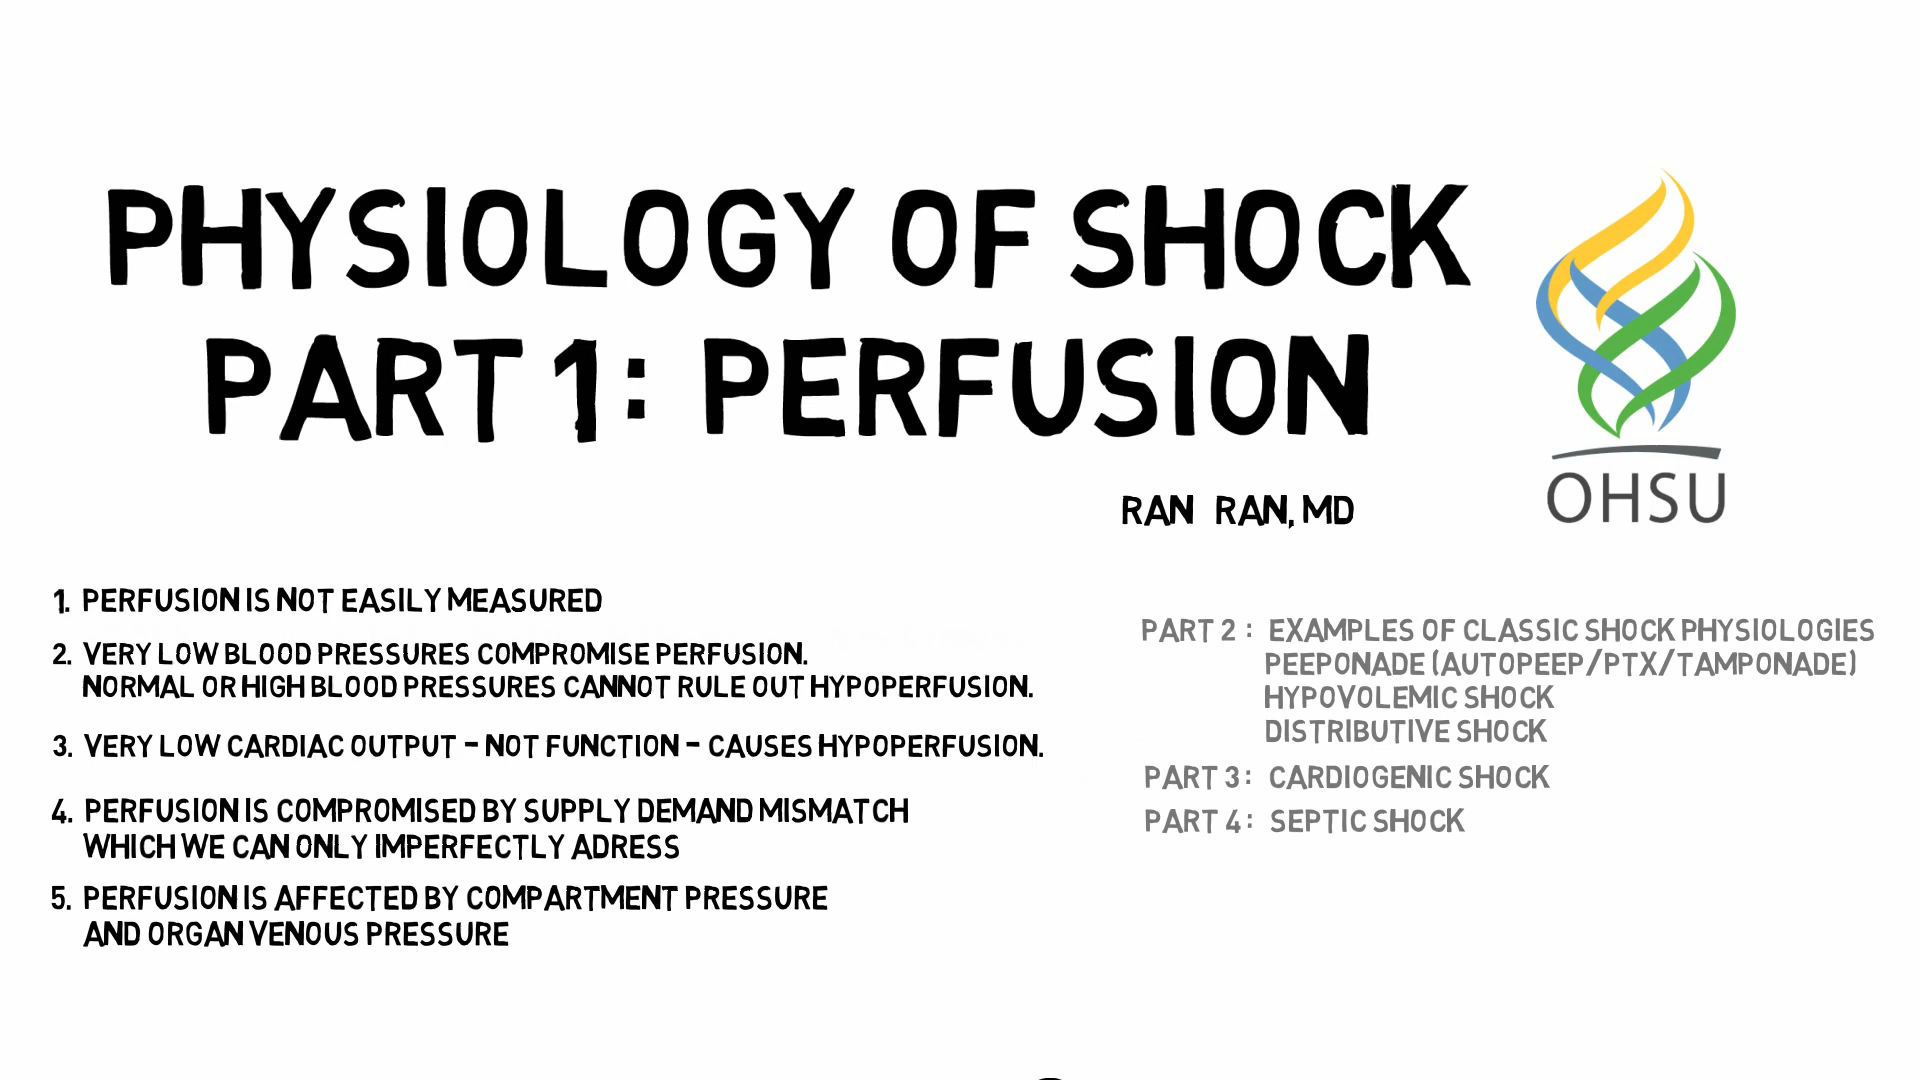 PHYSIOLOGY OF SHOCK
PART 1: PERFUSION
OHSU
RAN RAN, MD
1. PERFUSION IS NOT EASILY MEASURED
2. VERY LOW BLOOD PRESSURES COMPROMISE PERFUSION.
NORMAL OR HIGH BLOOD PRESSURES CANNOT RULE OUT HYPOPERFUSION.
3. VERY LOW CARDIAC OUTPUT - NOT FUNCTION - CAUSES HYPOPERFUSION.
4. PERFUSION IS COMPROMISED BY SUPPLY DEMAND MISMATCH
WHICH WE CAN ONLY IMPERFECTLY ADRESS
5. PERFUSION IS AFFECTED BY COMPARTMENT PRESSURE
AND ORGAN VENOUS PRESSURE
PART 2: EXAMPLES OF CLASSIC SHOCK PHYSIOLOGIES
PEEPONADE (AUTOPEEP/PTX/TAMPONADE)
HYPOVOLEMIC SHOCK
DISTRIBUTIVE SHOCK
PART 3: CARDIOGENIC SHOCK
PART 4: SEPTIC SHOCK